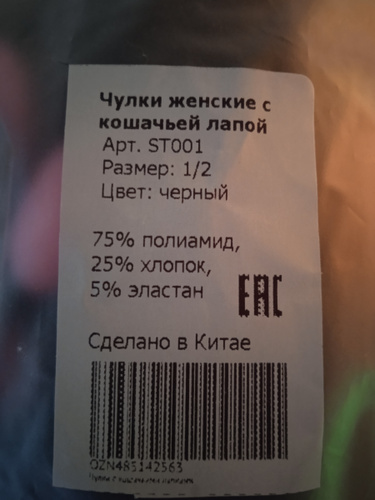 Чулки женские с
кошачьей лапой
Арт. ST001
Размер: 1/2
Цвет: черный
75% полиамид,
25% хлопок,
5% эластан
EAC
Сделано в Китае
OZN485142563